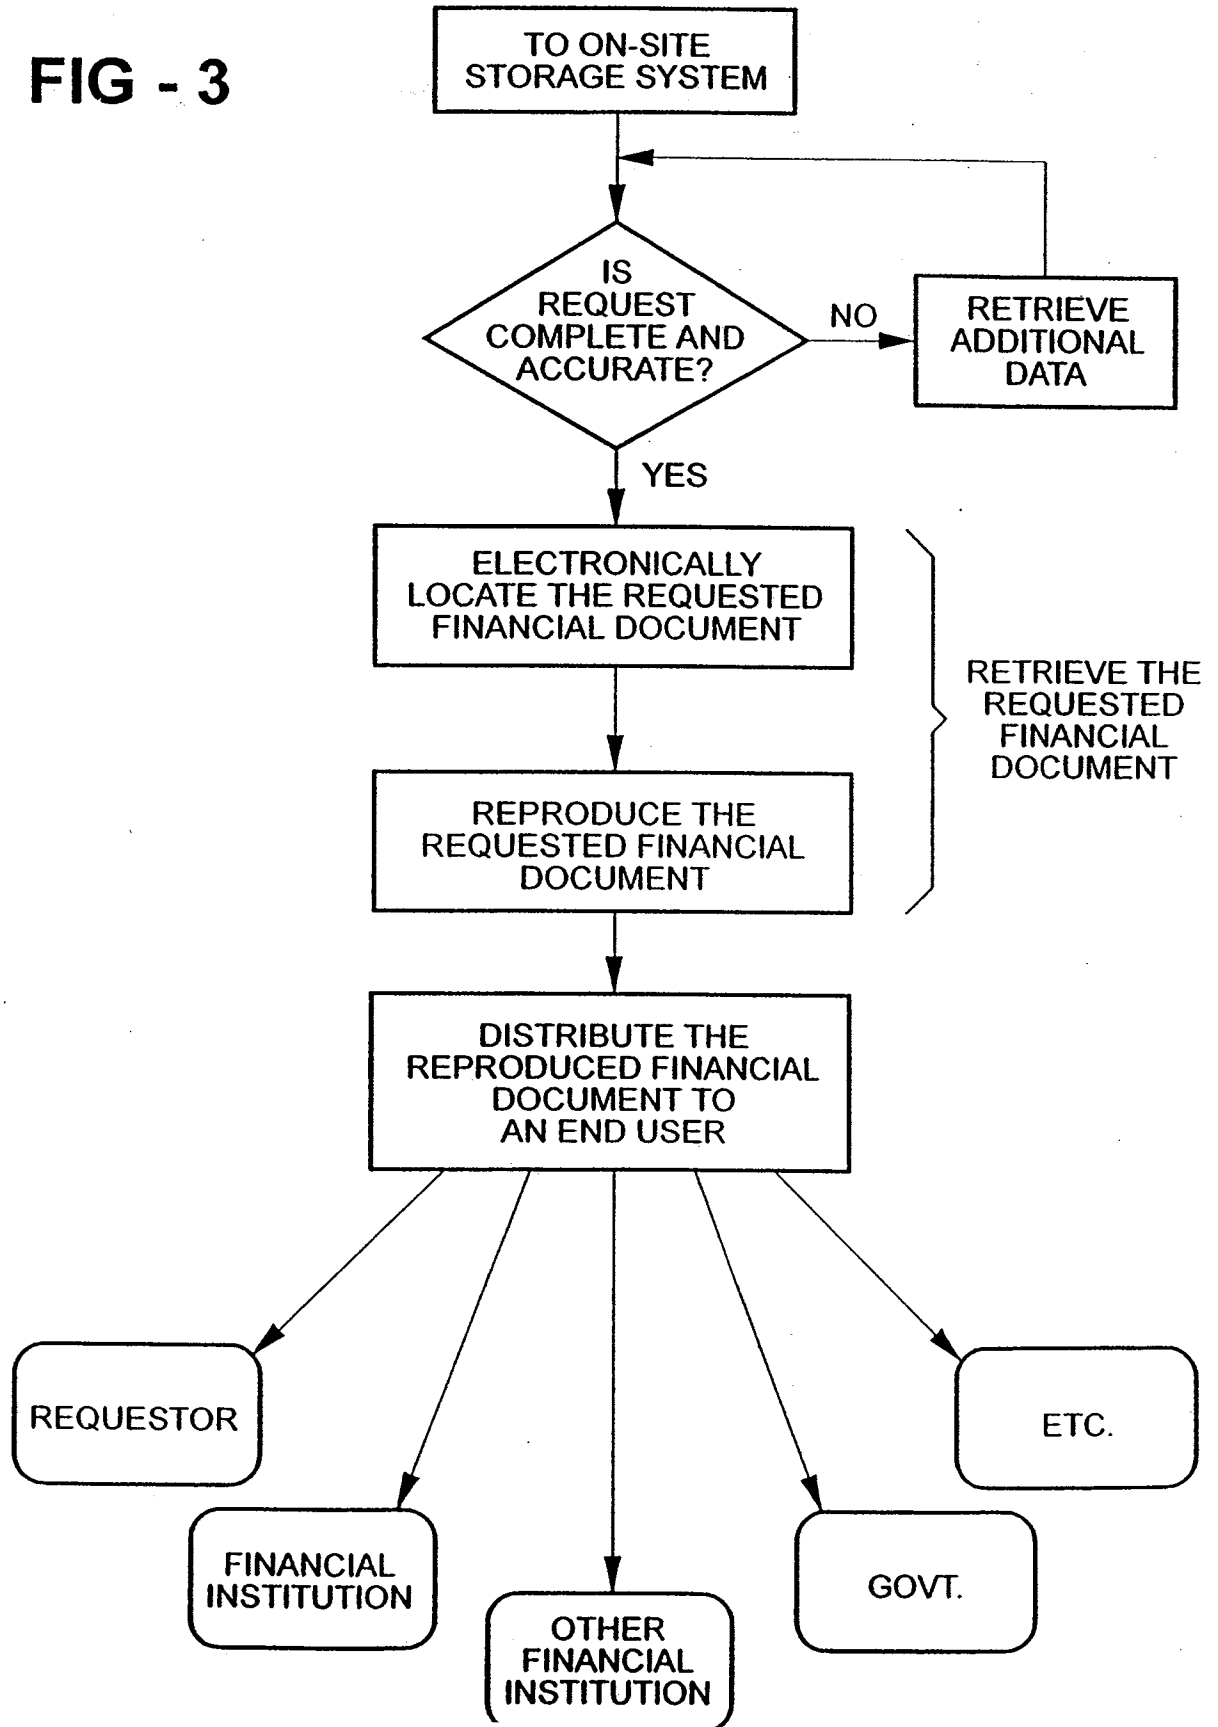 FIG - 3
TO ON-SITE
STORAGE SYSTEM
IS
REQUEST
COMPLETE AND
ACCURATE?
NO
RETRIEVE
ADDITIONAL
DATA
YES
ELECTRONICALLY
LOCATE THE REQUESTED
FINANCIAL DOCUMENT
RETRIEVE THE
REQUESTED
FINANCIAL
DOCUMENT
REPRODUCE THE
REQUESTED FINANCIAL
DOCUMENT
DISTRIBUTE THE
REPRODUCED FINANCIAL
DOCUMENT TO
AN END USER
REQUESTOR
FINANCIAL
INSTITUTION
OTHER
FINANCIAL
INSTITUTION
GOVT.
ETC.